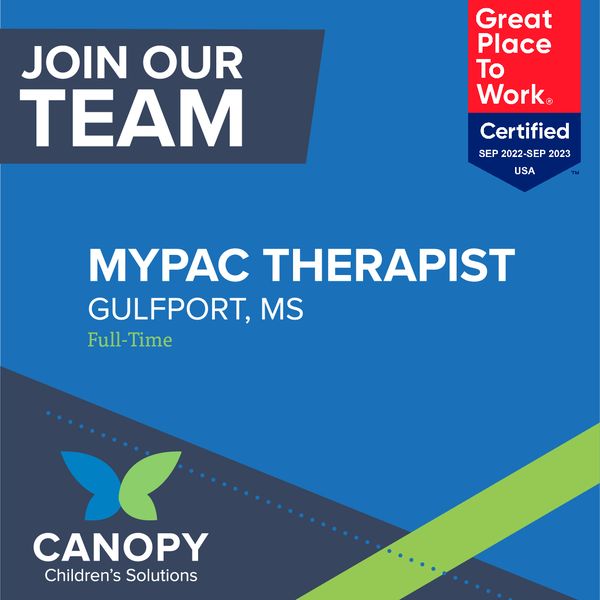 JOIN OUR
TEAM
Great
Place
To
Work®
Certified
SEP 2022-SEP 2023
USA
™
MYPAC THERAPIST
GULFPORT, MS
Full-Time
CANOPY
Children's Solutions